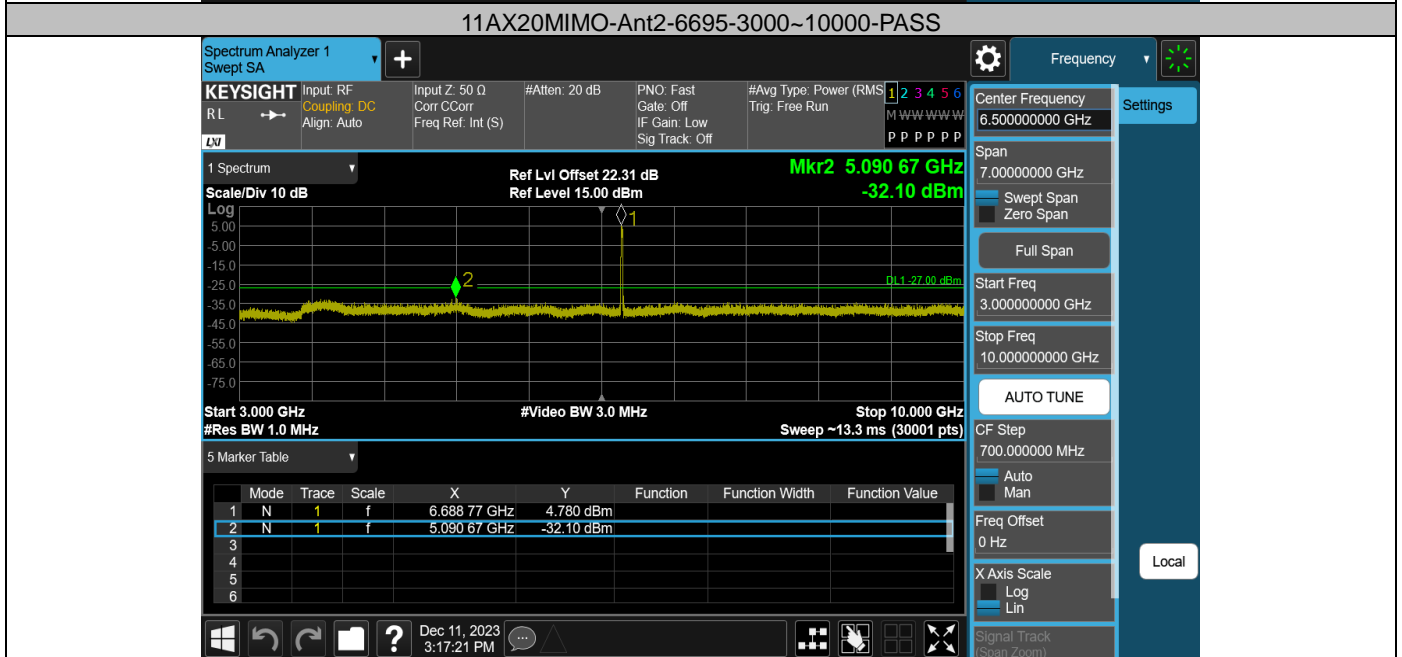 11AX20MIMO-Ant2-6695-3000~10000-PASS
Spectrum Analyzer 1
Swept SA
Frequency
KEYSIGHT
RL
LXI
Input: RF
Coupling: DC
Align: Auto
Input Z: 50 Ω
Corr CCorr
Freq Ref: Int (S)
#Atten: 20 dB
PNO: Fast
Gate: Off
IF Gain: Low
Sig Track: Off
#Avg Type: Power (RMS
Trig: Free Run
1 2 3 4 5 6
M W W W W W
P P P P P P
1 Spectrum
Scale/Div 10 dB
Ref Lvl Offset 22.31 dB
Ref Level 15.00 dBm
Mkr2 5.090 67 GHz
-32.10 dBm
Log
5.00
-5.00
-15.0
-25.0
-35.0
-45.0
-55.0
-65.0
-75.0
1
2
DL1 -27.00 dBm
Start 3.000 GHz
#Res BW 1.0 MHz
#Video BW 3.0 MHz
Stop 10.000 GHz
Sweep ~13.3 ms (30001 pts)
5 Marker Table
Mode Trace Scale X Y Function Function Width Function Value
1 N 1 f 6.688 77 GHz 4.780 dBm
2 N 1 f 5.090 67 GHz -32.10 dBm
3
4
5
6
Dec 11, 2023
3:17:21 PM
Center Frequency
6.500000000 GHz
Settings
Span
7.00000000 GHz
Swept Span
Zero Span
Full Span
Start Freq
3.000000000 GHz
Stop Freq
10.000000000 GHz
AUTO TUNE
CF Step
700.000000 MHz
Auto
Man
Freq Offset
0 Hz
Local
X Axis Scale
Log
Lin
Signal Track
(Span Zoom)